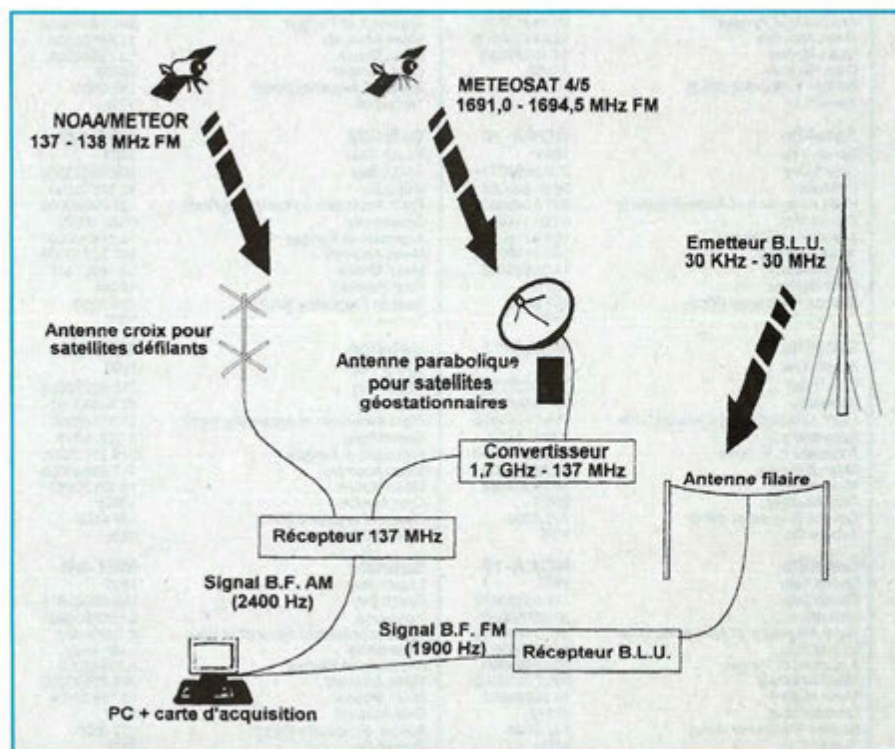 NOAA/METEOR
137 - 138 MHz FM
METEOSAT 4/5
1691,0 - 1694,5 MHz FM
Emetteur B.L.U.
30 KHz - 30 MHz
Antenne croix pour
satellites défilants
Antenne parabolique
pour satellites
géostationnaires
Convertisseur
1,7 GHz - 137 MHz
Antenne filaire
Récepteur 137 MHz
Signal B.F. AM
(2400 Hz)
Signal B.F. FM
(1900 Hz)
Récepteur B.L.U.
PC + carte d'acquisition